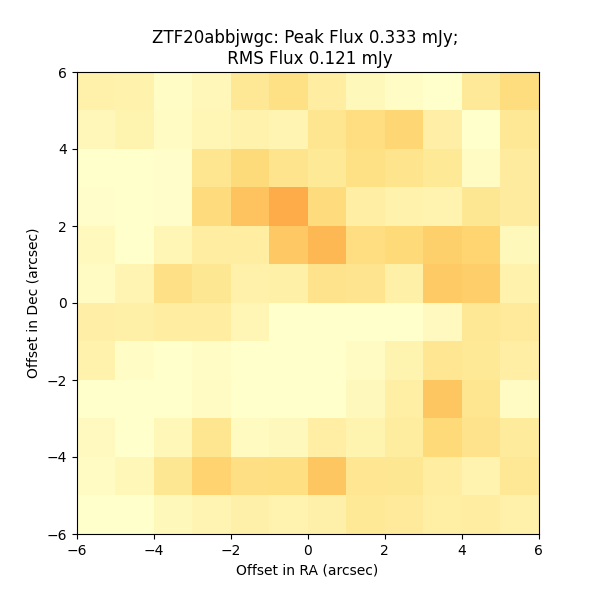 ZTF20abbjwgc: Peak Flux 0.333 mJy;
RMS Flux 0.121 mJy
6
4
2
0
−2
−4
−6
Offset in Dec (arcsec)
−6 −4 −2 0 2 4 6
Offset in RA (arcsec)